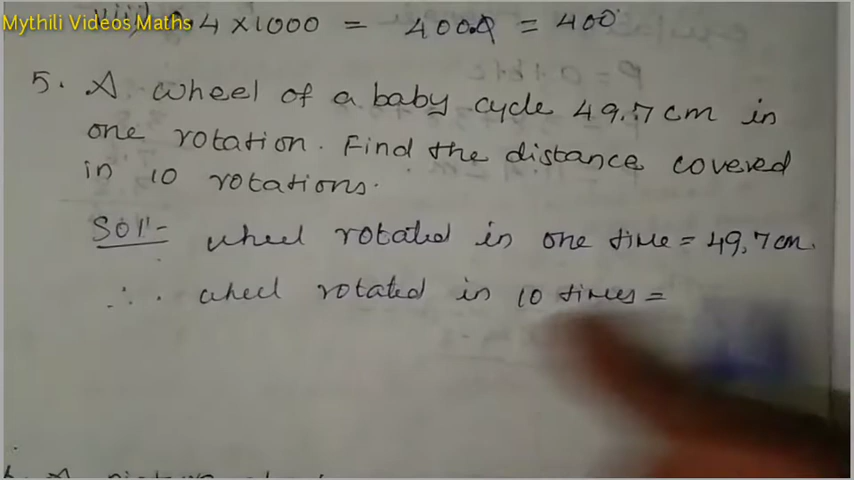 Mythili Videos Maths
4 x 1000 = 400.0 = 400
5. A wheel of a baby cycle 49.7 cm in
one rotation. Find the distance covered
in 10 rotations.
Sol:-
wheel rotated in one time = 49.7 cm.
∴ wheel rotated in 10 times =